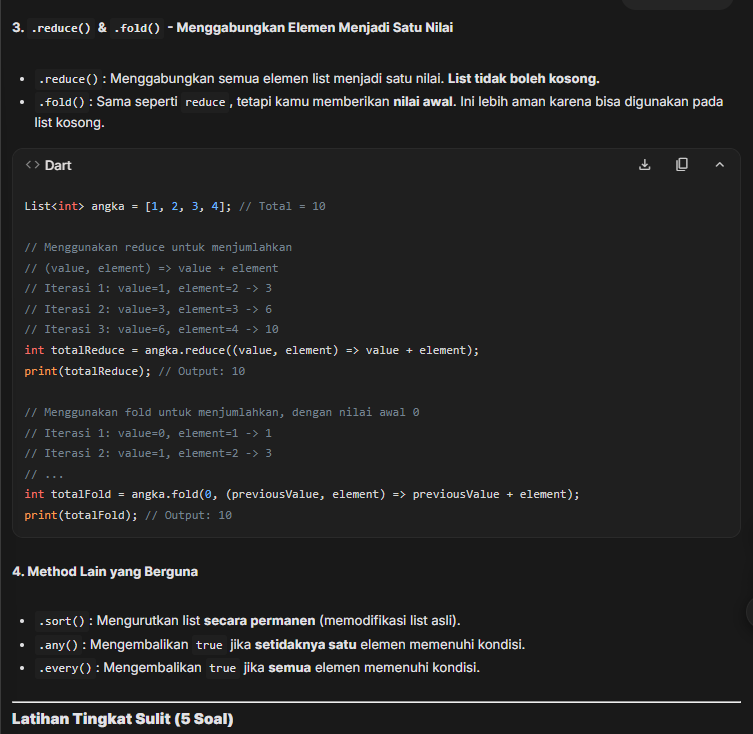 3. .reduce() & .fold() - Menggabungkan Elemen Menjadi Satu Nilai
• .reduce() : Menggabungkan semua elemen list menjadi satu nilai. List tidak boleh kosong.
• .fold() : Sama seperti reduce , tetapi kamu memberikan nilai awal. Ini lebih aman karena bisa digunakan pada
list kosong.
<> Dart
List<int> angka = [1, 2, 3, 4]; // Total = 10
// Menggunakan reduce untuk menjumlahkan
// (value, element) => value + element
// Iterasi 1: value=1, element=2 -> 3
// Iterasi 2: value=3, element=3 -> 6
// Iterasi 3: value=6, element=4 -> 10
int totalReduce = angka.reduce((value, element) => value + element);
print(totalReduce); // Output: 10
// Menggunakan fold untuk menjumlahkan, dengan nilai awal 0
// Iterasi 1: value=0, element=1 -> 1
// Iterasi 2: value=1, element=2 -> 3
// ...
int totalFold = angka.fold(0, (previousValue, element) => previousValue + element);
print(totalFold); // Output: 10
4. Method Lain yang Berguna
• .sort() : Mengurutkan list secara permanen (memodifikasi list asli).
• .any() : Mengembalikan true jika setidaknya satu elemen memenuhi kondisi.
• .every() : Mengembalikan true jika semua elemen memenuhi kondisi.
Latihan Tingkat Sulit (5 Soal)